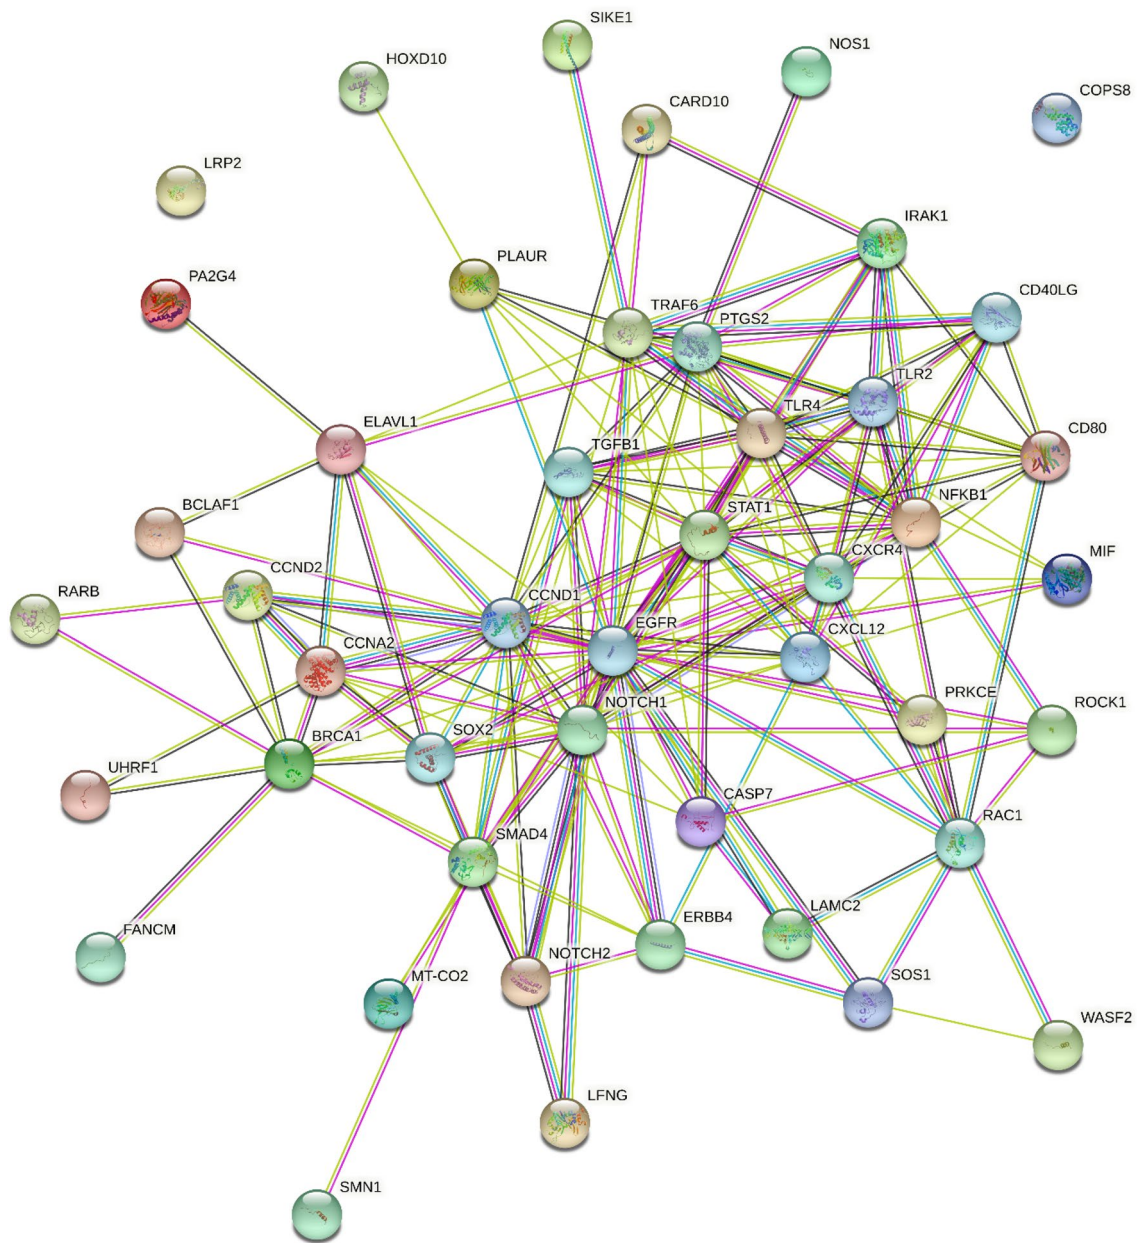 SIKE1
NOS1
HOXD10
COPS8
CARD10
LRP2
IRAK1
PLAUR
PA2G4
CD40LG
TRAF6
PTGS2
TLR2
TLR4
ELAVL1
CD80
TGFB1
BCLAF1
NFKB1
STAT1
MIF
CXCR4
CCND2
CCND1
RARB
EGFR
CXCL12
CCNA2
PRKCE
ROCK1
NOTCH1
SOX2
BRCA1
UHRF1
CASP7
RAC1
SMAD4
LAMC2
ERBB4
FANCM
NOTCH2
MT-CO2
SOS1
WASF2
LFNG
SMN1